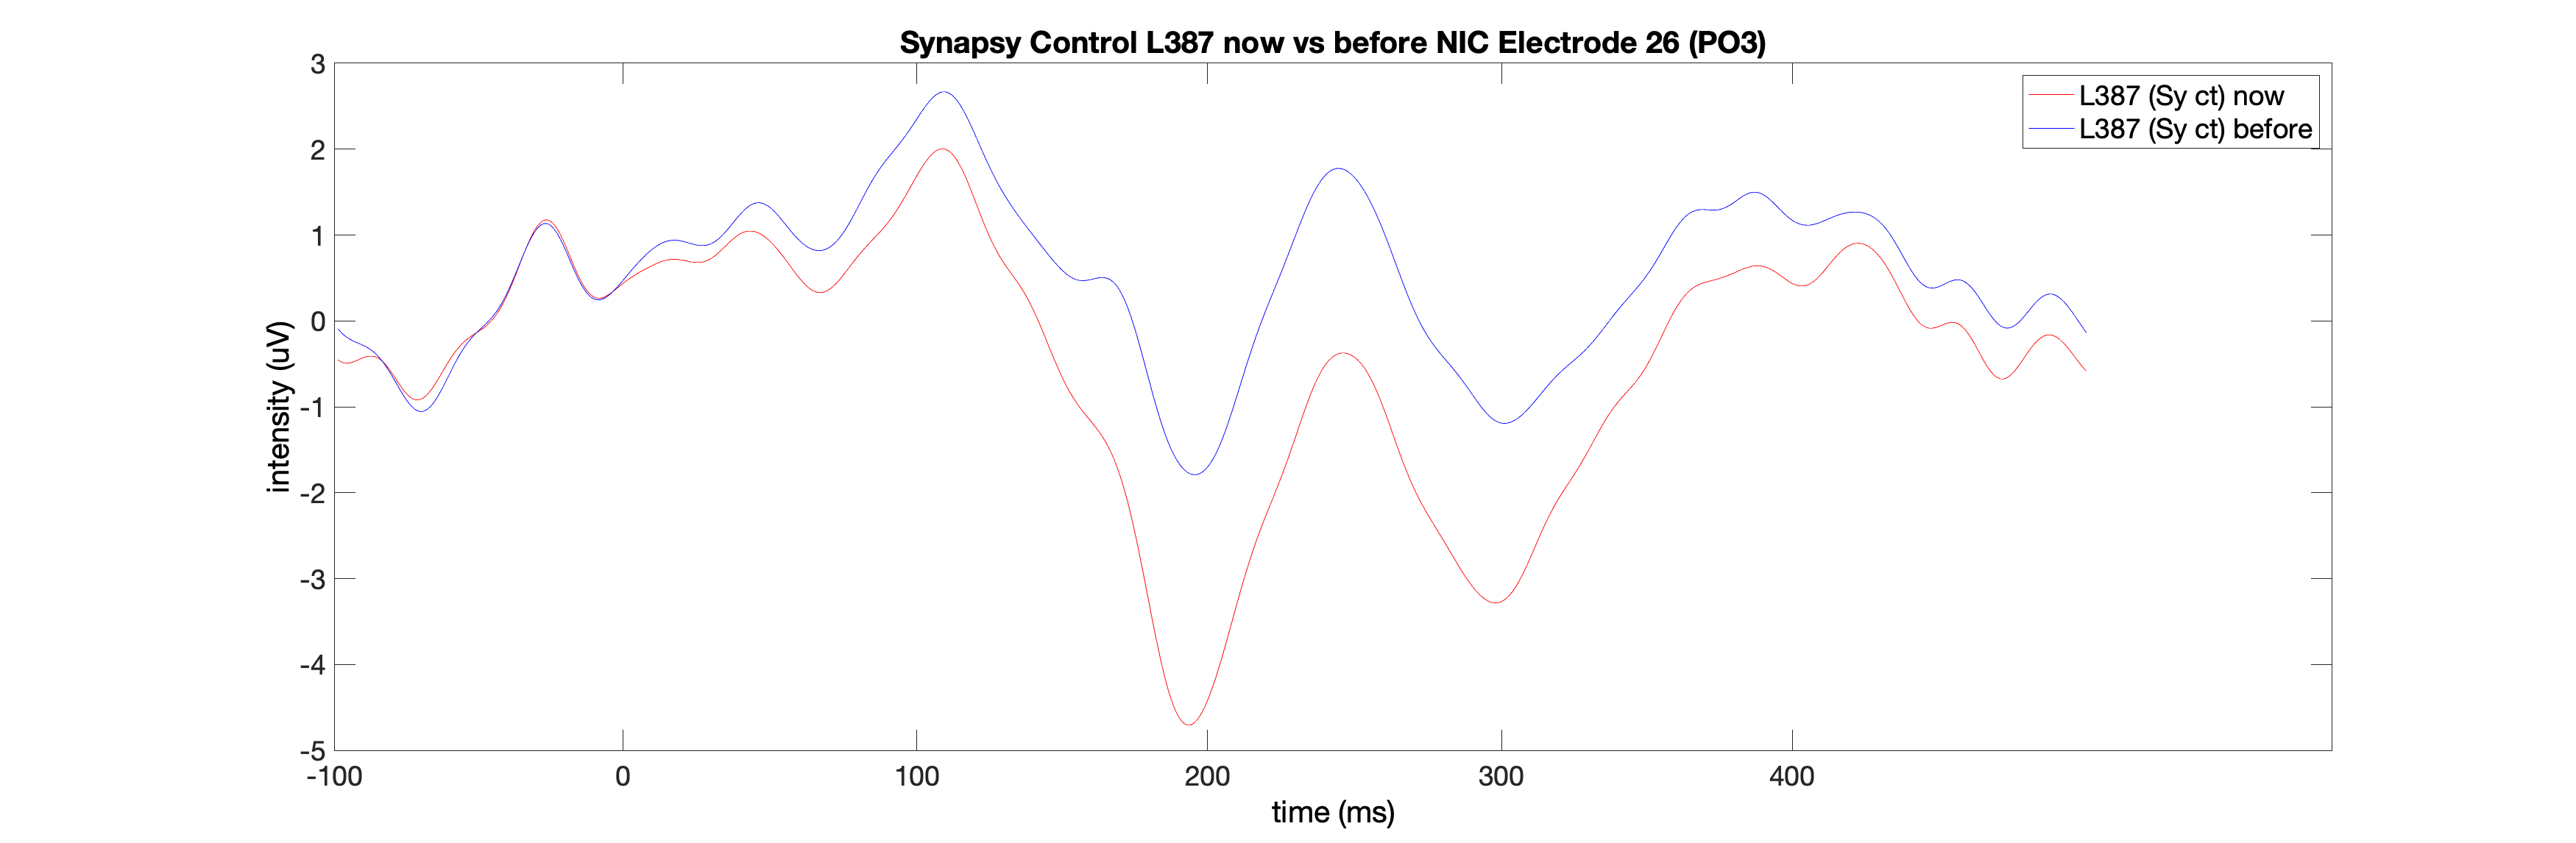 Synapsy Control L387 now vs before NIC Electrode 26 (PO3)
L387 (Sy ct) now
L387 (Sy ct) before
intensity (uV)
3
2
1
0
-1
-2
-3
-4
-5
-100 0 100 200 300 400
time (ms)